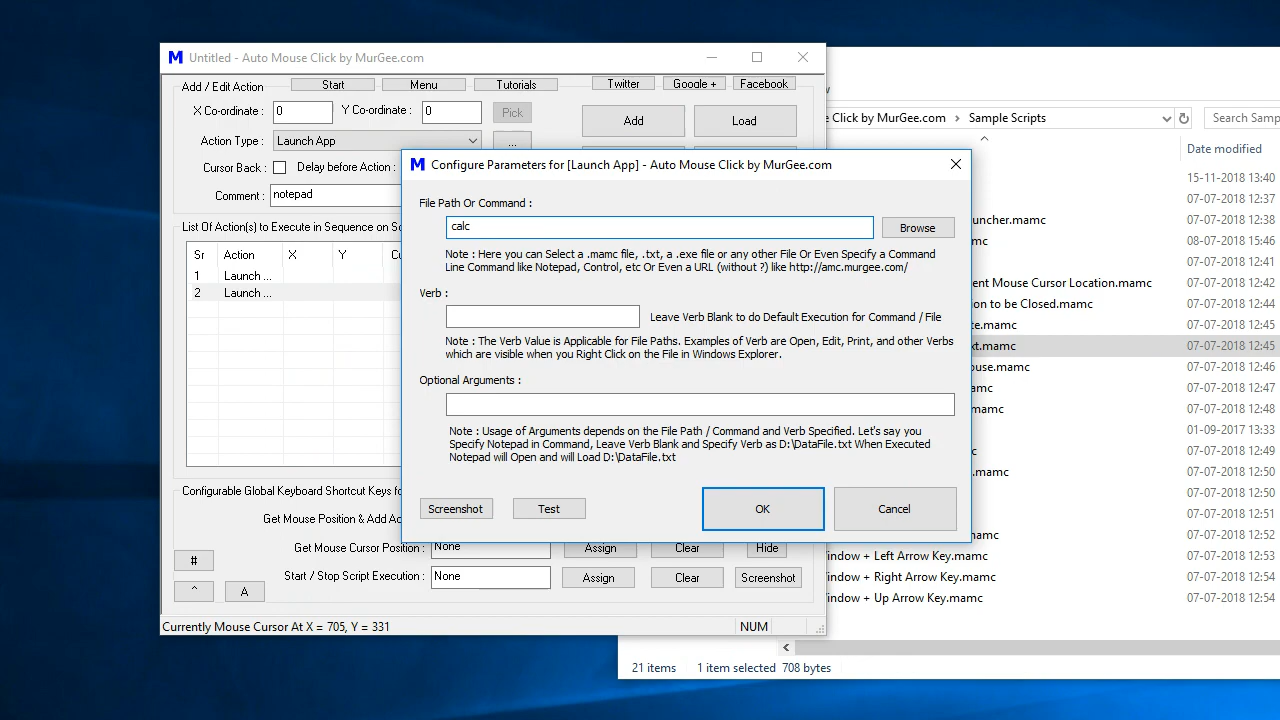 M Untitled - Auto Mouse Click by MurGee.com
Add / Edit Action
Start
Menu
Tutorials
Twitter
Google +
Facebook
X Co-ordinate :
0
Y Co-ordinate :
0
Pick
Add
Load
Action Type :
Launch App
...
Cursor Back :
Delay before Action :
Comment :
notepad
List Of Action(s) to Execute in Sequence on
Sr
Action
X
Y
1
Launch ...
2
Launch ...
Configurable Global Keyboard Shortcut Keys
Get Mouse Position & Add
Get Mouse Cursor Position :
None
Assign
Clear
Hide
Start / Stop Script Execution :
None
Assign
Clear
Screenshot
#
^
A
Currently Mouse Cursor At X = 705, Y = 331
NUM
M Configure Parameters for [Launch App] - Auto Mouse Click by MurGee.com
File Path Or Command :
calc
Browse
Note : Here you can Select a .mamc file, .txt, a .exe file or any other File Or Even Specify a Command
Line Command like Notepad, Control, etc Or Even a URL (without ?) like http://amc.murgee.com/
Verb :
Leave Verb Blank to do Default Execution for Command / File
Note : The Verb Value is Applicable for File Paths. Examples of Verb are Open, Edit, Print, and other Verbs
which are visible when you Right Click on the File in Windows Explorer.
Optional Arguments :
Note : Usage of Arguments depends on the File Path / Command and Verb Specified. Let's say you
Specify Notepad in Command, Leave Verb Blank and Specify Verb as D:\DataFile.txt When Executed
Notepad will Open and will Load D:\DataFile.txt
Screenshot
Test
OK
Cancel
Click by MurGee.com
Sample Scripts
Search
Date modified
15-11-2018 13:40
07-07-2018 12:37
uncher.mamc 07-07-2018 12:38
mc 08-07-2018 16:46
ent Mouse Cursor Location.mamc 07-07-2018 12:42
on to be Closed.mamc 07-07-2018 12:44
te.mamc 07-07-2018 12:45
xt.mamc 07-07-2018 12:45
ouse.mamc 07-07-2018 12:46
amc 07-07-2018 12:47
mamc 07-07-2018 12:48
01-09-2017 13:33
c 07-07-2018 12:49
.mamc 07-07-2018 12:50
07-07-2018 12:50
07-07-2018 12:51
amc 07-07-2018 12:52
indow + Left Arrow Key.mamc 07-07-2018 12:53
indow + Right Arrow Key.mamc 07-07-2018 12:54
indow + Up Arrow Key.mamc 07-07-2018 12:54
21 items
1 item selected 708 bytes